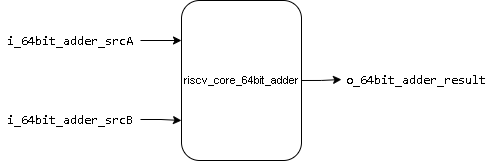 i_64bit_adder_srcA
riscv_core_64bit_adder
o_64bit_adder_result
i_64bit_adder_srcB